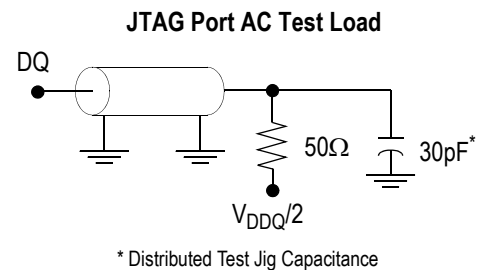 JTAG Port AC Test Load
DQ
50Ω
30pF*
VDDQ/2
* Distributed Test Jig Capacitance